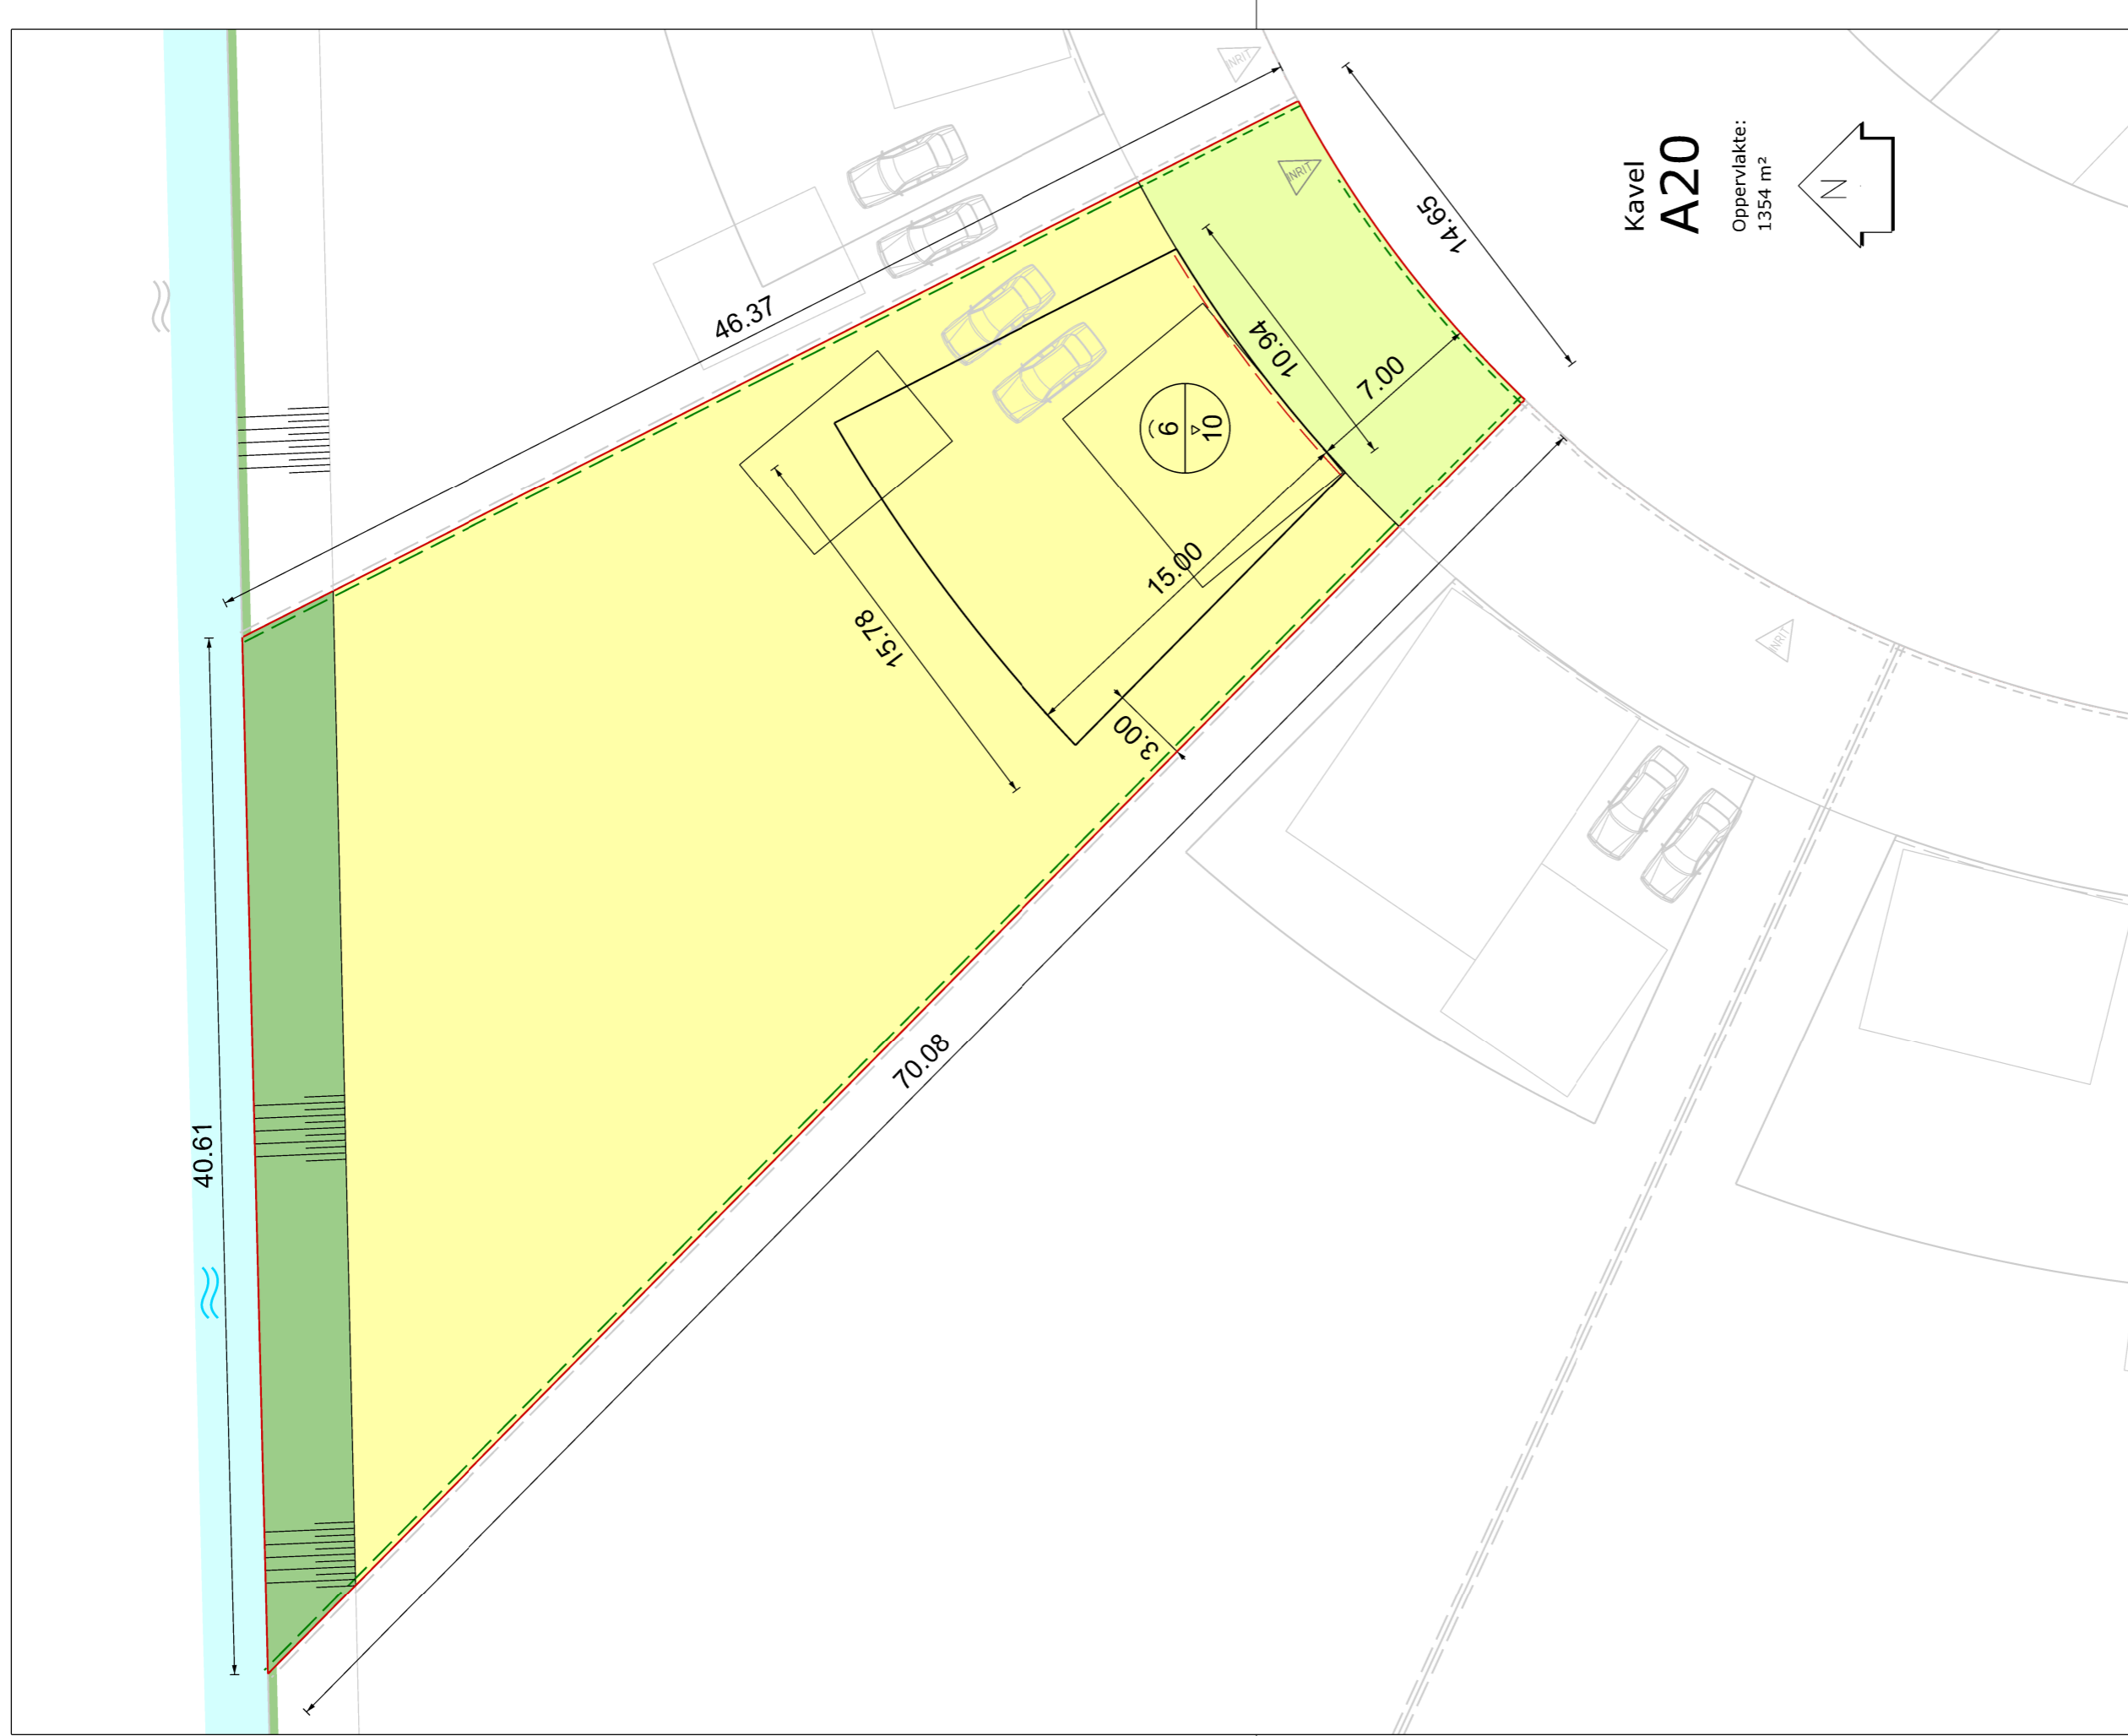 Kavel
A20
Oppervlakte:
1354 m²
N
INRIT
INRIT
INRIT
14.65
46.37
10.94
7.00
6
10
15.00
15.78
3.00
70.08
40.61